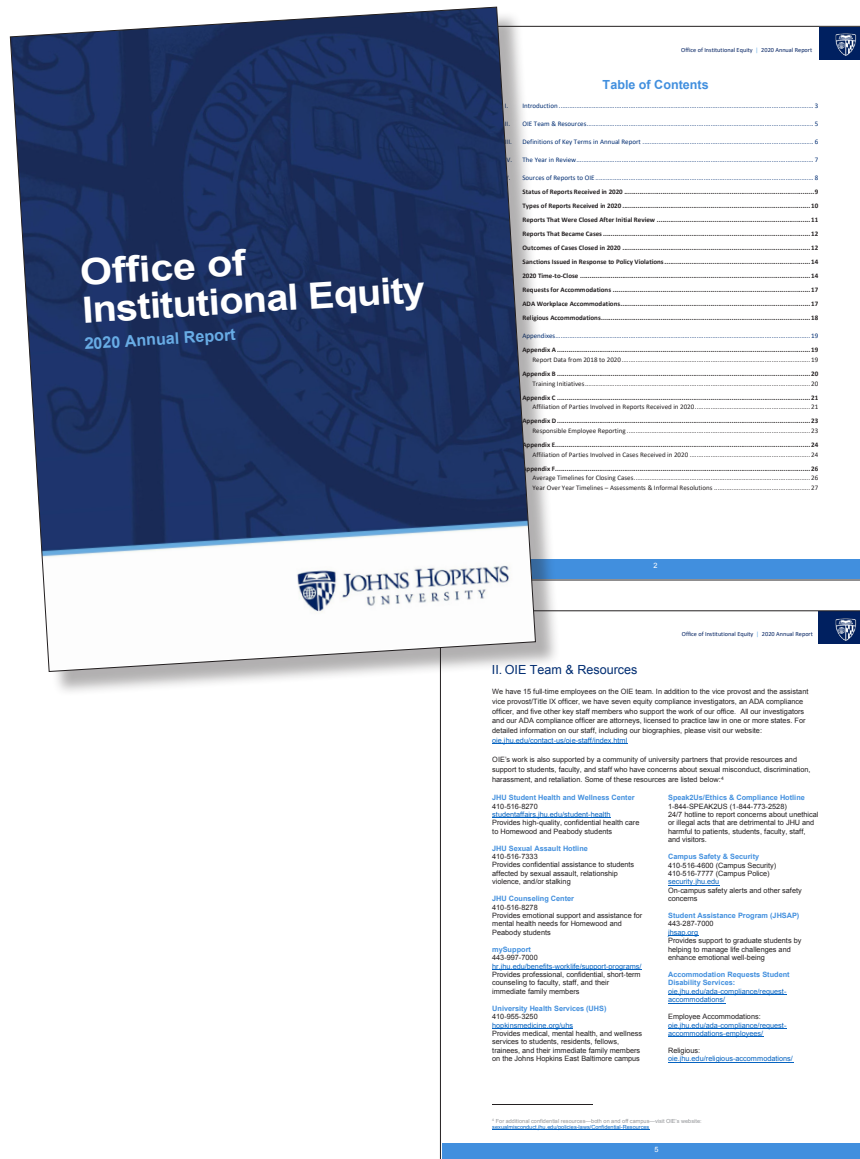 Office of
Institutional Equity
2020 Annual Report
JOHNS HOPKINS
UNIVERSITY
Office of Institutional Equity | 2020 Annual Report
Table of Contents
Introduction 3
OIE Team & Resources 5
Definitions of Key Terms in Annual Report 6
The Year in Review 7
Sources of Reports to OIE 8
Status of Reports Received in 2020 9
Types of Reports Received in 2020 10
Reports That Were Closed After Initial Review 11
Reports That Became Cases 12
Outcomes of Cases Closed in 2020 12
Sanctions Issued in Response to Policy Violations 14
2020 Time-to-Close 14
Requests for Accommodations 17
ADA Workplace Accommodations 17
Religious Accommodations 18
Appendixes 19
Appendix A 19
Report Data from 2018 to 2020 19
Appendix B 20
Training Initiatives 20
Appendix C 21
Affiliation of Parties Involved in Reports Received in 2020 21
Appendix D 23
Responsible Employee Reporting 23
Appendix E 24
Affiliation of Parties Involved in Cases Received in 2020 24
Appendix F 26
Average Timelines for Closing Cases 26
Year Over Year Timelines – Assessments & Informal Resolutions 27
2
Office of Institutional Equity | 2020 Annual Report
II. OIE Team & Resources
We have 15 full-time employees on the OIE team. In addition to the vice provost and the assistant
vice provost/Title IX officer, we have seven equity compliance investigators, an ADA compliance
officer, and five other key staff members who support the work of our office. All our investigators
and our ADA compliance officer are attorneys, licensed to practice law in one or more states. For
detailed information on our staff, including our biographies, please visit our website:
oie.jhu.edu/contact-us/oie-staff/index.html
OIE's work is also supported by a community of university partners that provide resources and
support to students, faculty, and staff who have concerns about sexual misconduct, discrimination,
harassment, and retaliation. Some of these resources are listed below:⁴
JHU Student Health and Wellness Center
410-516-8270
studentaffairs.jhu.edu/student-health
Provides high-quality, confidential health care
to Homewood and Peabody students
JHU Sexual Assault Hotline
410-516-7333
Provides confidential assistance to students
affected by sexual assault, relationship
violence, and/or stalking
JHU Counseling Center
410-516-8278
Provides emotional support and assistance for
mental health needs for Homewood and
Peabody students
mySupport
443-997-7000
hr.jhu.edu/benefits-worklife/support-programs/
Provides professional, confidential, short-term
counseling to faculty, staff, and their
immediate family members
University Health Services (UHS)
410-955-3250
hopkinsmedicine.org/uhs
Provides medical, mental health, and wellness
services to students, residents, fellows,
trainees, and their immediate family members
on the Johns Hopkins East Baltimore campus
Speak2Us/Ethics & Compliance Hotline
1-844-SPEAK2US (1-844-773-2528)
24/7 hotline to report concerns about unethical
or illegal acts that are detrimental to JHU and
harmful to patients, students, faculty, staff,
and visitors.
Campus Safety & Security
410-516-4600 (Campus Security)
410-516-7777 (Campus Police)
security.jhu.edu
On-campus safety alerts and other safety
concerns
Student Assistance Program (JHSAP)
443-287-7000
jhsap.org
Provides support to graduate students by
helping to manage life challenges and
enhance emotional well-being
Accommodation Requests Student
Disability Services:
oie.jhu.edu/ada-compliance/request-
accommodations/
Employee Accommodations:
oie.jhu.edu/ada-compliance/request-
accommodations-employees/
Religious:
oie.jhu.edu/religious-accommodations/
⁴ For additional confidential resources—both on and off campus—visit OIE's website:
sexualmisconduct.jhu.edu/policies-laws/Confidential-Resources
5